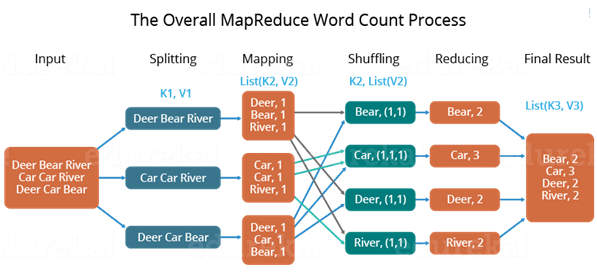 The Overall MapReduce Word Count Process
Input
Splitting
Mapping
Shuffling
Reducing
Final Result
K1, V1
List(K2, V2)
K2, List(V2)
List(K3, V3)
Deer Bear River
Car Car River
Deer Car Bear
Deer Bear River
Car Car River
Deer Car Bear
Deer, 1
Bear, 1
River, 1
Car, 1
Car, 1
River, 1
Deer, 1
Car, 1
Bear, 1
Bear, (1,1)
Car, (1,1,1)
Deer, (1,1)
River, (1,1)
Bear, 2
Car, 3
Deer, 2
River, 2
Bear, 2
Car, 3
Deer, 2
River, 2